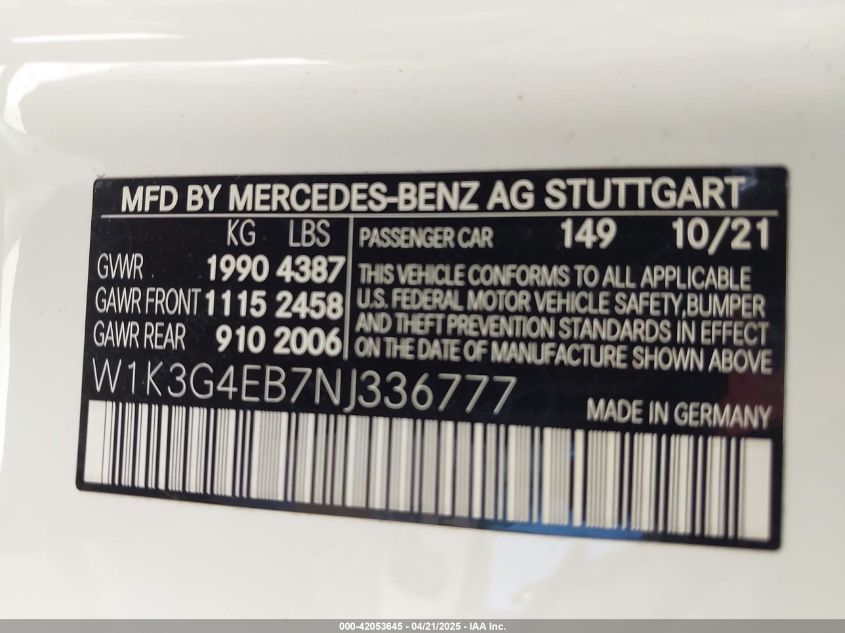 MFD BY MERCEDES-BENZ AG STUTTGART
KG LBS
GVWR 1990 4387
GAWR FRONT 1115 2458
GAWR REAR 910 2006
PASSENGER CAR 149 10/21
THIS VEHICLE CONFORMS TO ALL APPLICABLE
U.S. FEDERAL MOTOR VEHICLE SAFETY,BUMPER
AND THEFT PREVENTION STANDARDS IN EFFECT
ON THE DATE OF MANUFACTURE SHOWN ABOVE
W1K3G4EB7NJ336777
MADE IN GERMANY
000-42053645 - 04/21/2025 - IAA Inc.